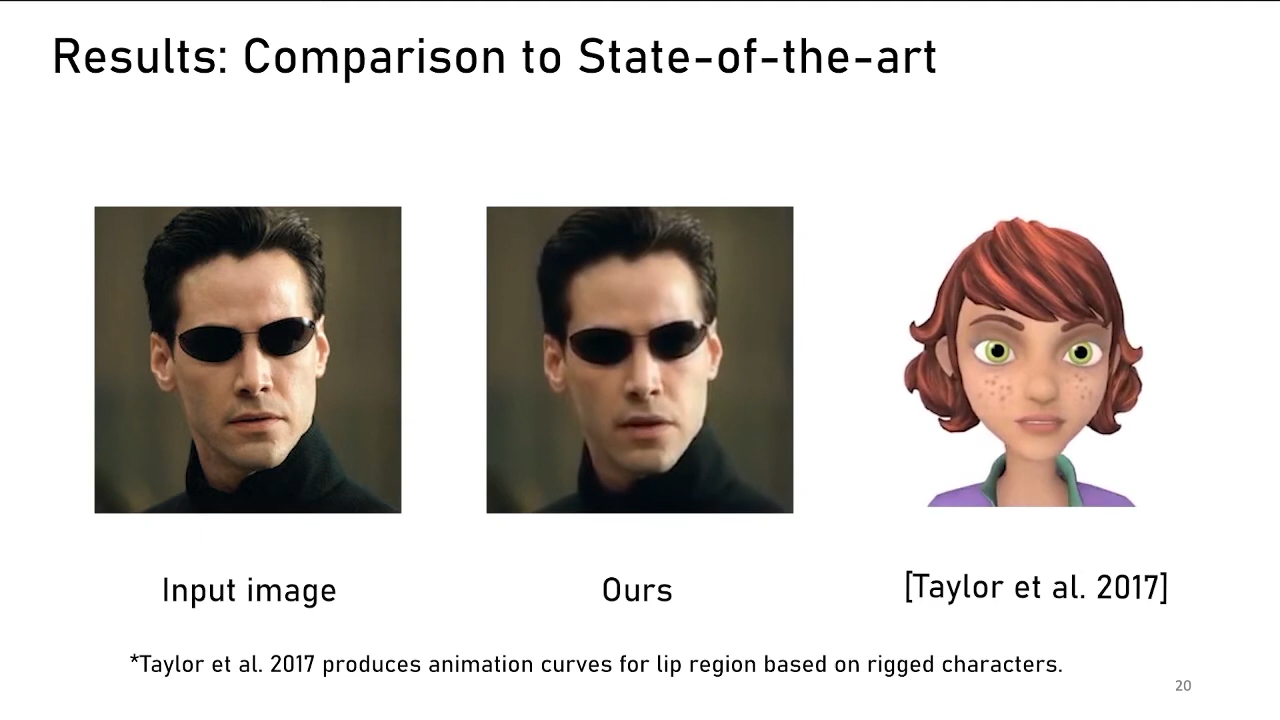 Results: Comparison to State-of-the-art
Input image
Ours
[Taylor et al. 2017]
*Taylor et al. 2017 produces animation curves for lip region based on rigged characters.
20